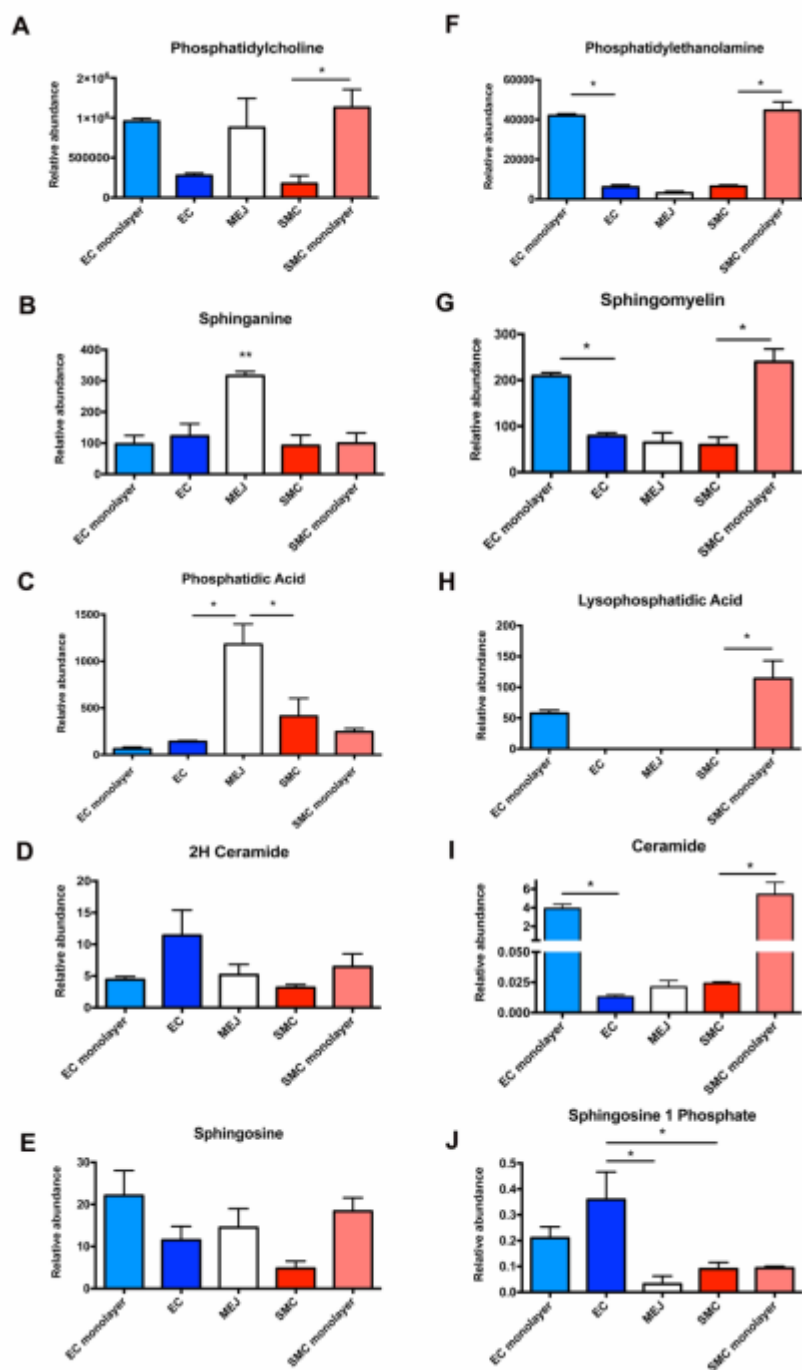 A
Phosphatidylcholine
*
Relative abundance
2×10⁶
1×10⁶
500000
0
EC monolayer
EC
MEJ
SMC
SMC monolayer
B
Sphinganine
**
Relative abundance
400
300
200
100
0
EC monolayer
EC
MEJ
SMC
SMC monolayer
C
Phosphatidic Acid
* *
Relative abundance
1500
1000
500
0
EC monolayer
EC
MEJ
SMC
SMC monolayer
D
2H Ceramide
Relative abundance
20
15
10
5
0
EC monolayer
EC
MEJ
SMC
SMC monolayer
E
Sphingosine
Relative abundance
30
20
10
0
EC monolayer
EC
MEJ
SMC
SMC monolayer
F
Phosphatidylethanolamine
* *
Relative abundance
60000
40000
20000
0
EC monolayer
EC
MEJ
SMC
SMC monolayer
G
Sphingomyelin
* *
Relative abundance
300
200
100
0
EC monolayer
EC
MEJ
SMC
SMC monolayer
H
Lysophosphatidic Acid
*
Relative abundance
200
150
100
50
0
EC monolayer
EC
MEJ
SMC
SMC monolayer
I
Ceramide
* *
Relative abundance
6
4
2
0.050
0.025
0.000
EC monolayer
EC
MEJ
SMC
SMC monolayer
J
Sphingosine 1 Phosphate
*
*
Relative abundance
0.5
0.4
0.3
0.2
0.1
0.0
EC monolayer
EC
MEJ
SMC
SMC monolayer